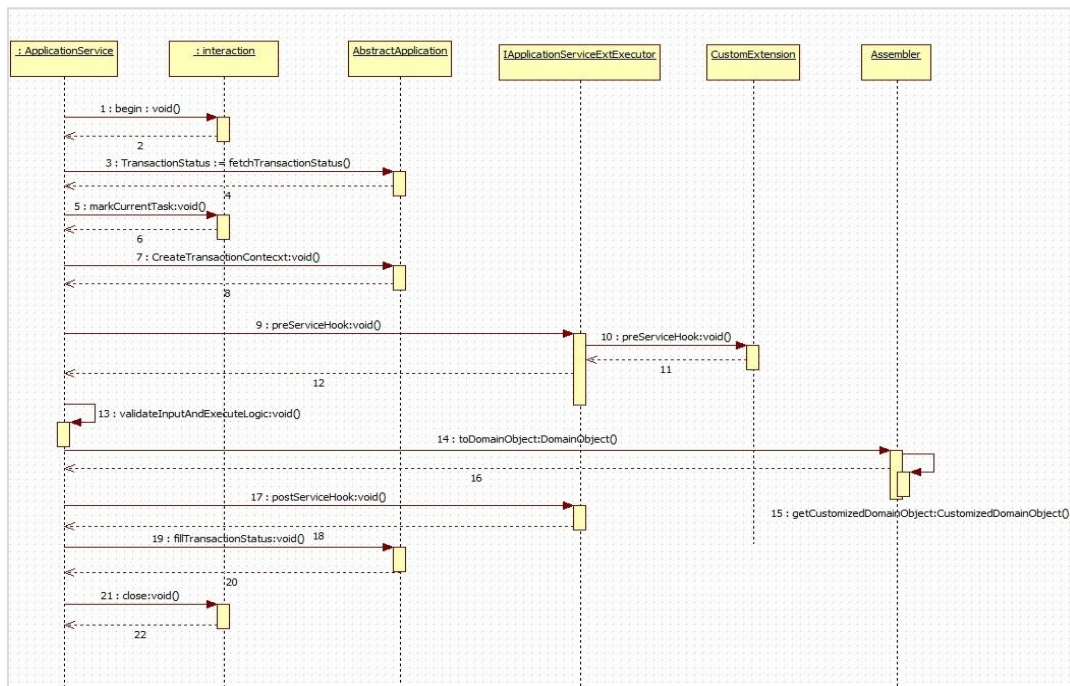 : ApplicationService
: interaction
AbstractApplication
IApplicationServiceExtExecutor
CustomExtension
Assembler
1 : begin : void()
2
3 : TransactionStatus := fetchTransactionStatus()
4
5 : markCurrentTask:void()
6
7 : CreateTransactionContecxt:void()
8
9 : preServiceHook:void()
10 : preServiceHook:void()
11
12
13 : validateInputAndExecuteLogic:void()
14 : toDomainObject:DomainObject()
16
17 : postServiceHook:void()
15 : getCustomizedDomainObject:CustomizedDomainObject()
18
19 : fillTransactionStatus:void()
20
21 : close:void()
22